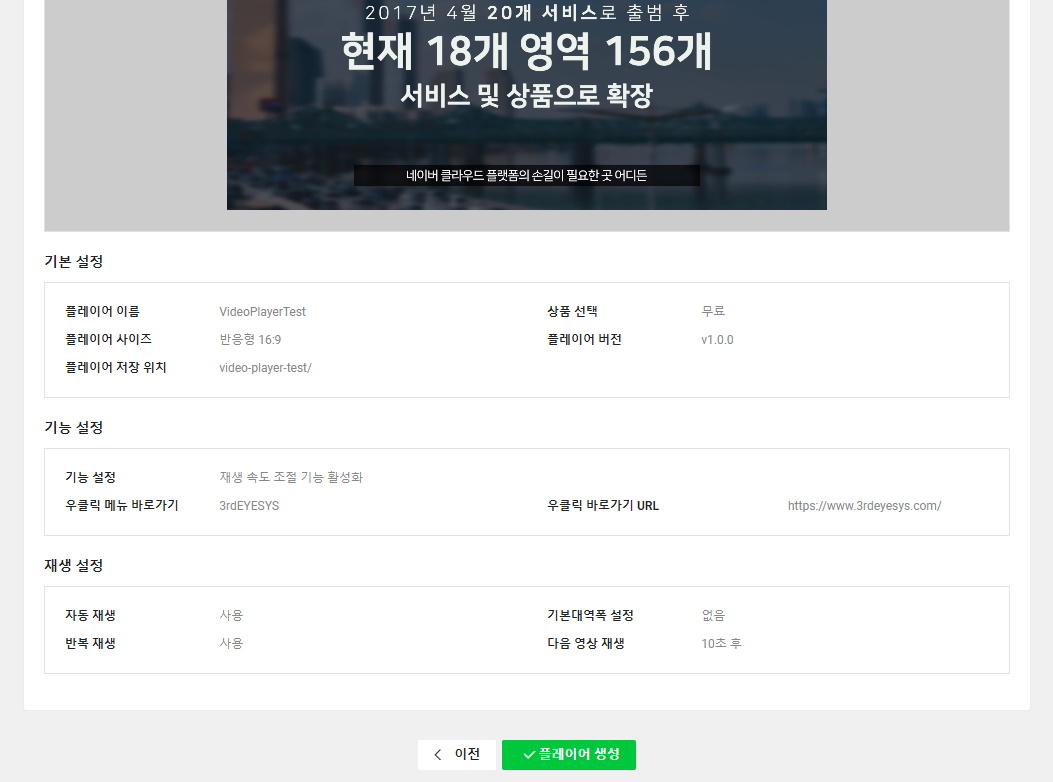 2017년 4월 20개 서비스로 출범 후
현재 18개 영역 156개
서비스 및 상품으로 확장
네이버 클라우드 플랫폼의 손길이 필요한 곳 어디든
기본 설정
플레이어 이름 VideoPlayerTest 상품 선택 무료
플레이어 사이즈 반응형 16:9 플레이어 버전 v1.0.0
플레이어 저장 위치 video-player-test/
기능 설정
기능 설정 재생 속도 조절 기능 활성화
우클릭 메뉴 바로가기 3rdEYESYS 우클릭 바로가기 URL https://www.3rdeyesys.com/
재생 설정
자동 재생 사용 기본대역폭 설정 없음
반복 재생 사용 다음 영상 재생 10초 후
이전 플레이어 생성